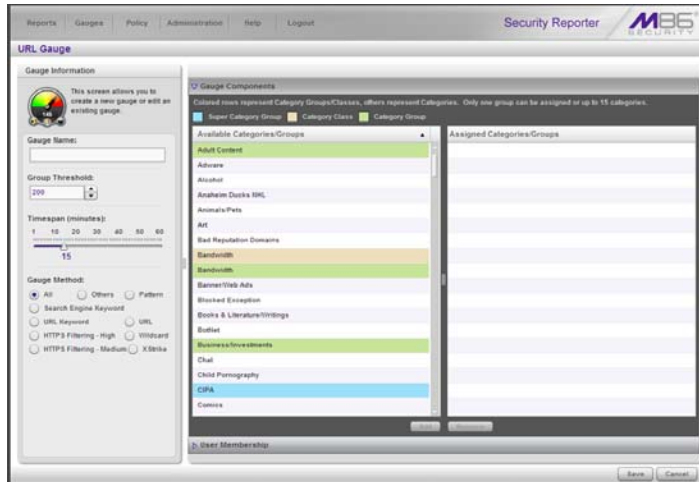 Reports Gauges Policy Administration Help Logout
Security Reporter
M86
SECURITY
URL Gauge
Gauge Information
This screen allows you to
create a new gauge or edit an
existing gauge.
Gauge Name:
Group Threshold:
200
Timespan (minutes):
1 10 20 30 40 50 60
15
Gauge Method:
All Others Pattern
Search Engine Keyword
URL Keyword URL
HTTPS Filtering - High Wildcard
HTTPS Filtering - Medium XStrike
Gauge Components
Colored rows represent Category Groups/Classes, others represent Categories. Only one group can be assigned or up to 15 categories.
Super Category Group Category Class Category Group
Available Categories/Groups
Adult Content
Adware
Alcohol
Anaheim Ducks NHL
Animals/Pets
Art
Bad Reputation Domains
Bandwidth
Bandwidth
Banner/Web Ads
Blocked Exception
Books & Literature/Writings
BotNet
Business/Investments
Chat
Child Pornography
CIPA
Comics
Assigned Categories/Groups
Add Remove
User Membership
Save Cancel